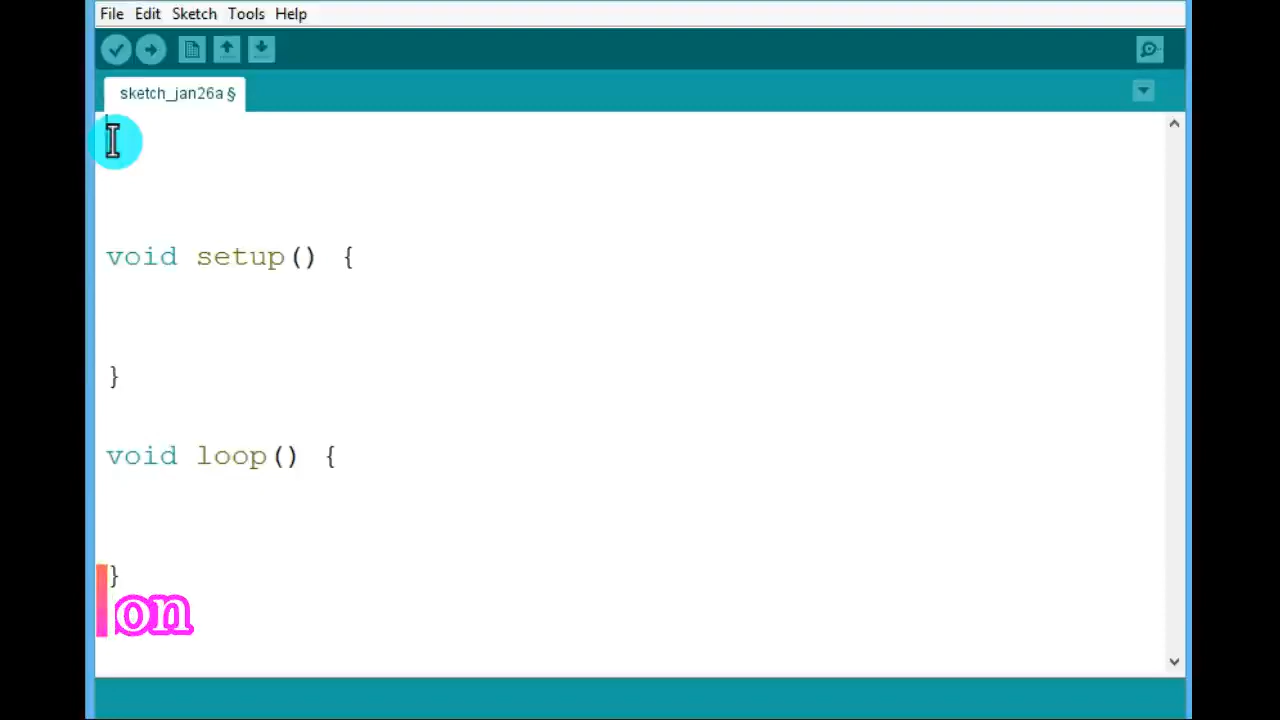 File Edit Sketch Tools Help
sketch_jan26a §
void setup() {
}
void loop() {
}
on